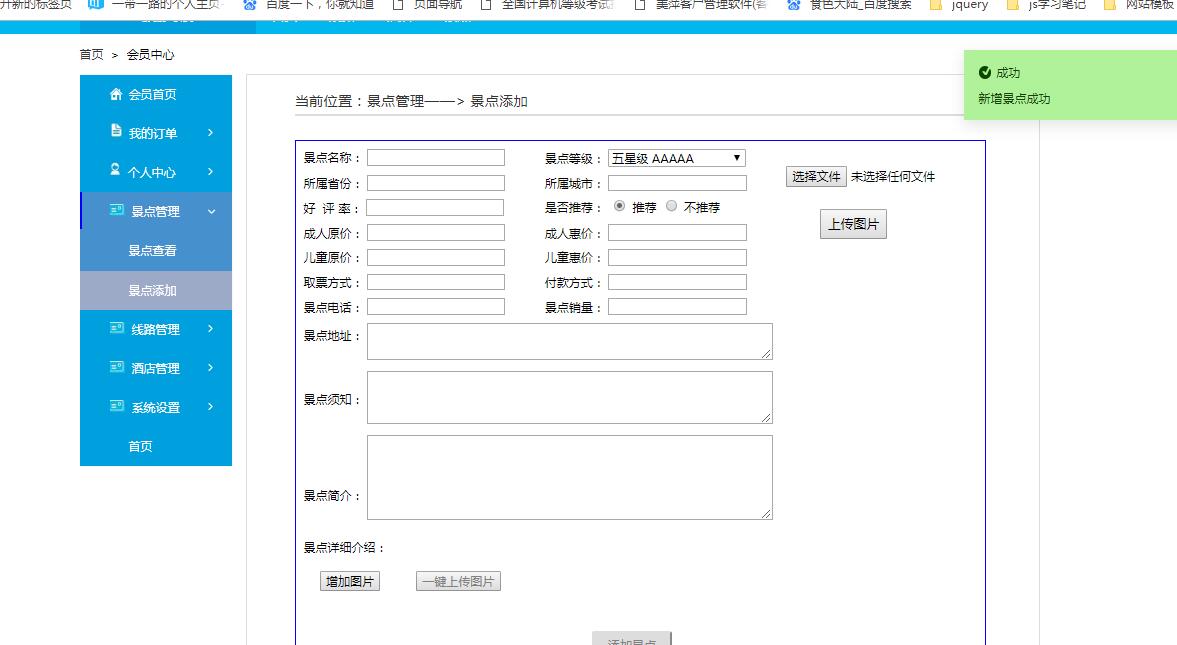 开新的标签页 一带一路的个人主页 百度一下，你就知道 页面导航 全国计算机等级考试 美萍客户管理软件(客 食色大陆_百度搜索 jquery js学习笔记 网站模板
首页 > 会员中心
成功
新增景点成功
会员首页
我的订单
个人中心
景点管理
景点查看
景点添加
线路管理
酒店管理
系统设置
首页
当前位置：景点管理——> 景点添加
景点名称： 景点等级： 五星级 AAAAA
选择文件 未选择任何文件
所属省份： 所属城市：
好 评 率： 是否推荐： 推荐 不推荐
上传图片
成人原价： 成人惠价：
儿童原价： 儿童惠价：
取票方式： 付款方式：
景点电话： 景点销量：
景点地址：
景点须知：
景点简介：
景点详细介绍：
增加图片 一键上传图片
添加景点